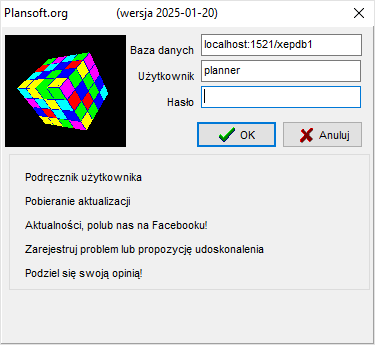 Plansoft.org (wersja 2025-01-20)
Baza danych localhost:1521/xepdb1
Użytkownik planner
Hasło
OK Anuluj
Podręcznik użytkownika
Pobieranie aktualizacji
Aktualności, polub nas na Facebooku!
Zarejestruj problem lub propozycję udoskonalenia
Podziel się swoją opinią!